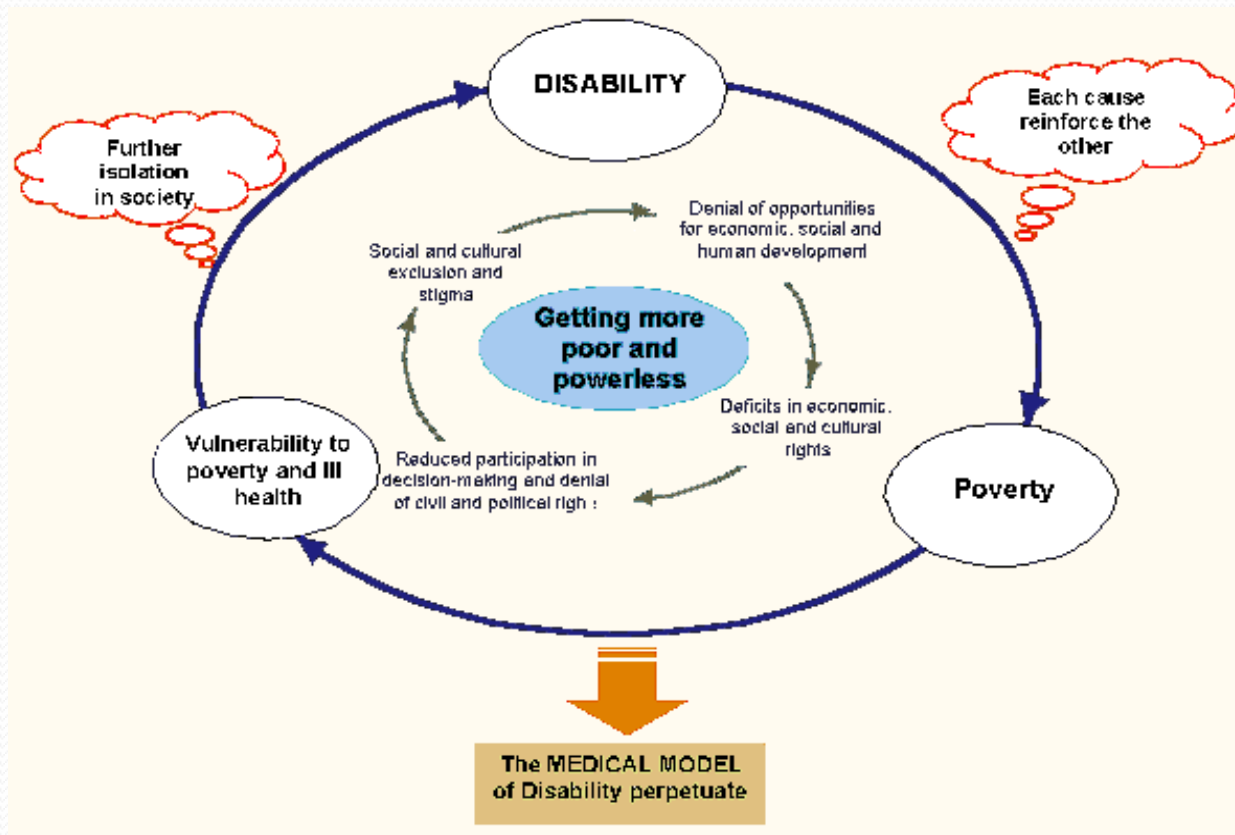 DISABILITY
Each cause
reinforce the
other
Further
isolation
in society
Denial of opportunities
for economic, social and
human development
Social and cultural
exclusion and
stigma
Getting more
poor and
powerless
Deficits in economic,
social and cultural
rights
Vulnerability to
poverty and Ill
health
Reduced participation in
decision-making and denial
of civil and political righ :
Poverty
The MEDICAL MODEL
of Disability perpetuate